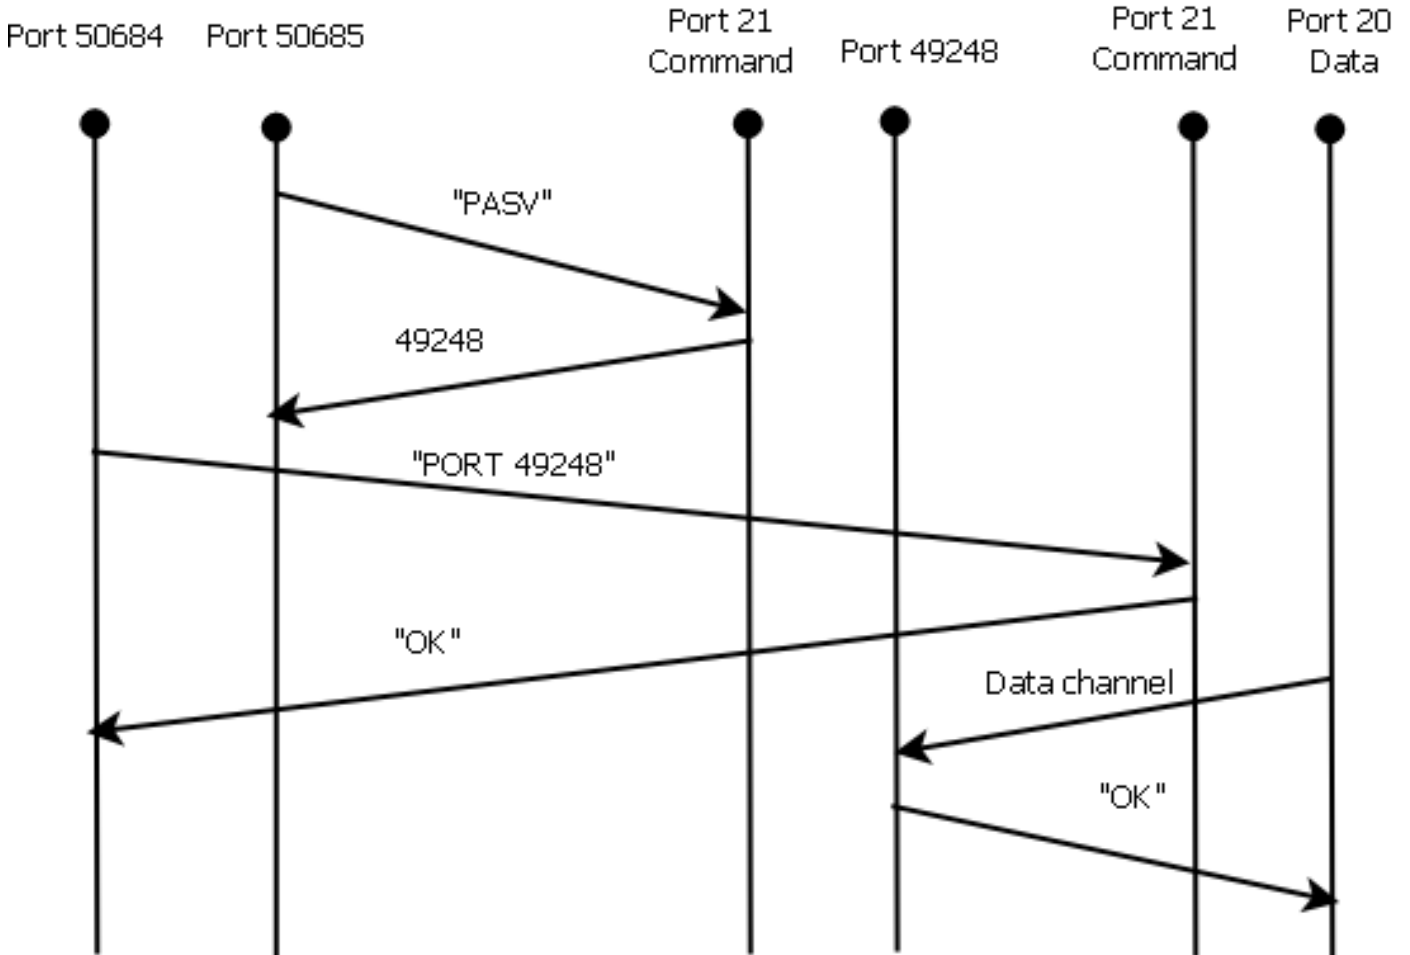 Port 50684
Port 50685
Port 21
Command
Port 49248
Port 21
Command
Port 20
Data
"PASV"
49248
"PORT 49248"
"OK"
Data channel
"OK"